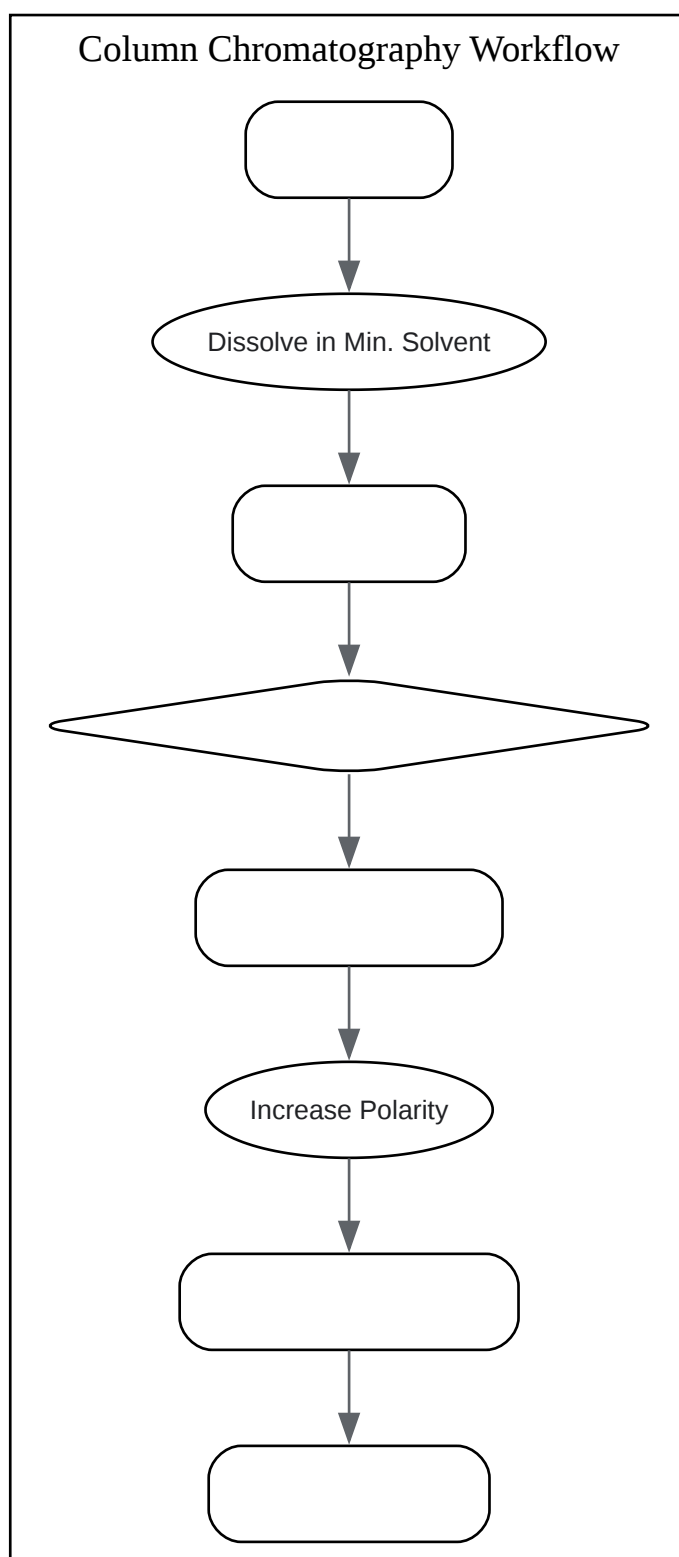 Column Chromatography Workflow
Dissolve in Min. Solvent
Increase Polarity